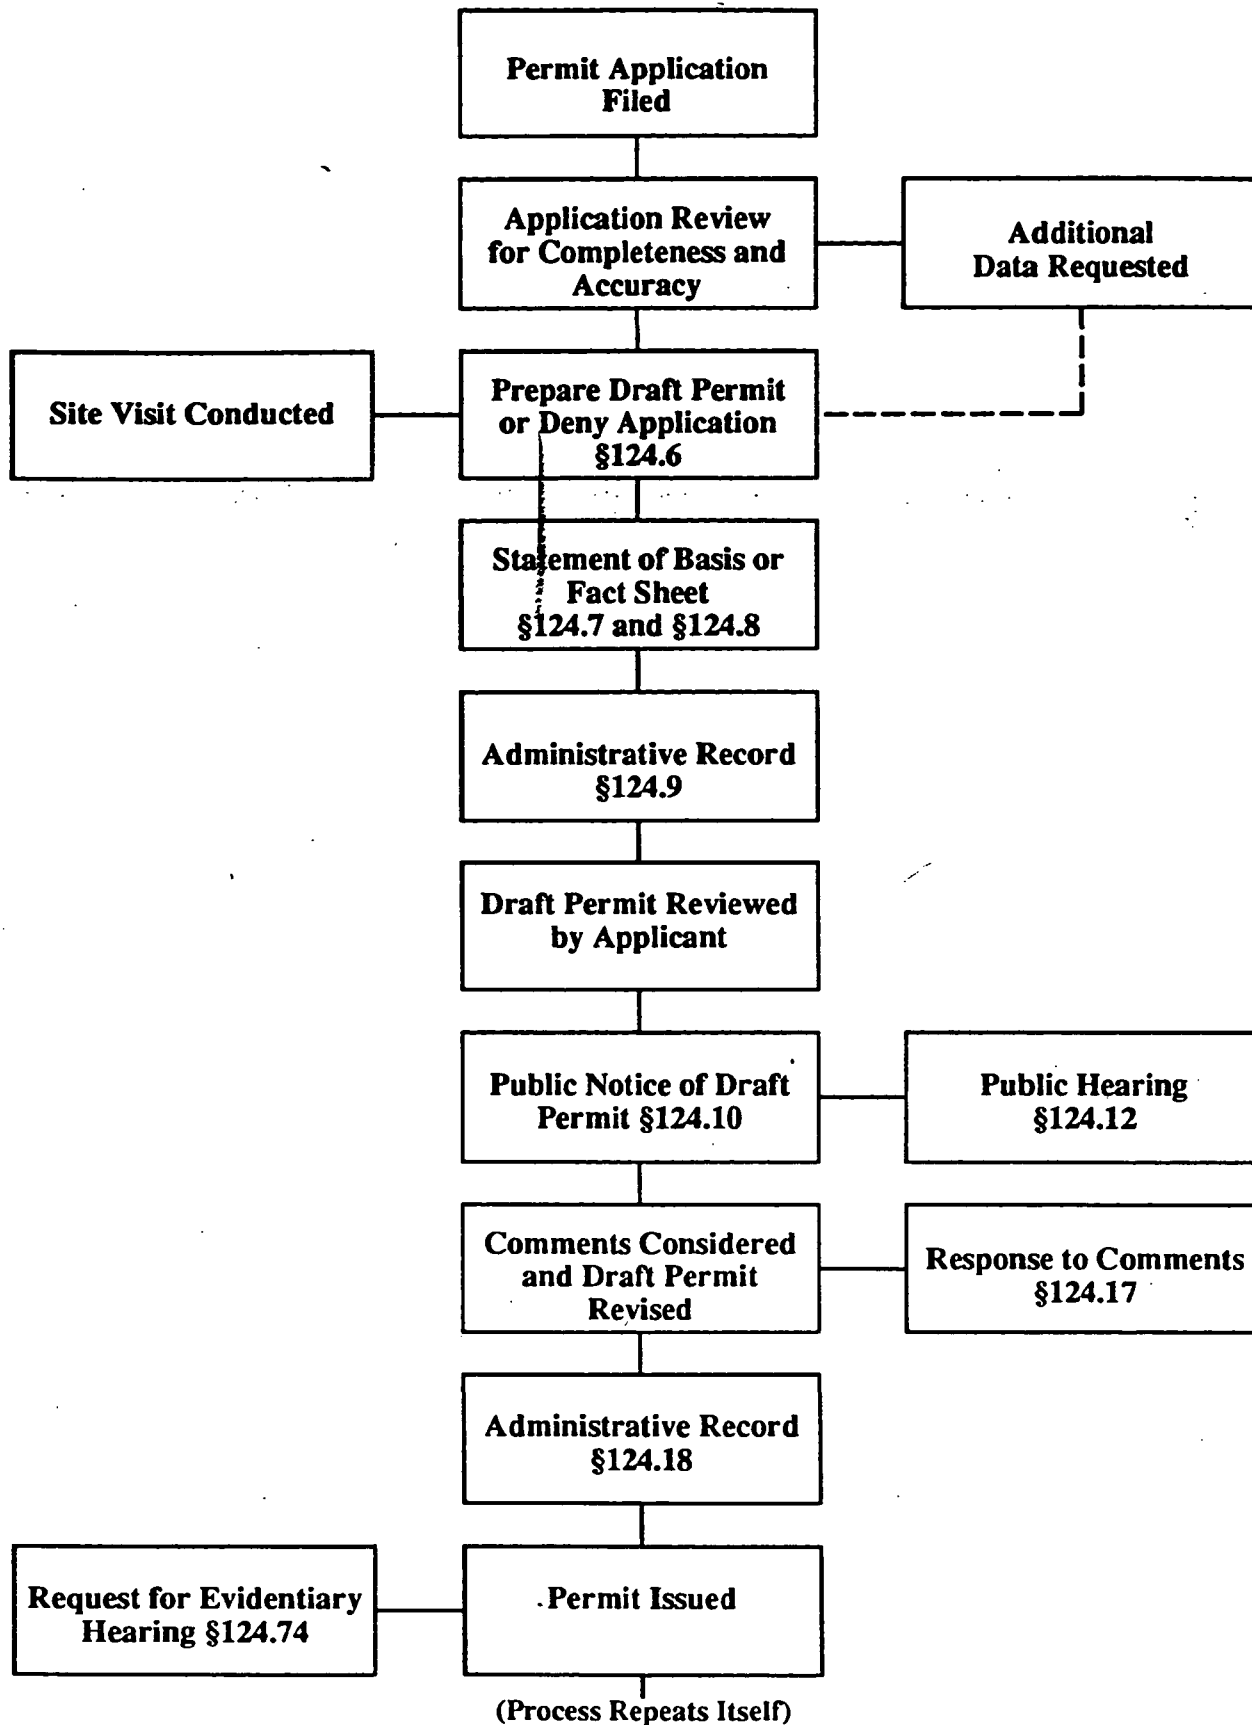 Permit Application
Filed
Application Review
for Completeness and
Accuracy
Additional
Data Requested
Site Visit Conducted
Prepare Draft Permit
or Deny Application
§124.6
Statement of Basis or
Fact Sheet
§124.7 and §124.8
Administrative Record
§124.9
Draft Permit Reviewed
by Applicant
Public Notice of Draft
Permit §124.10
Public Hearing
§124.12
Comments Considered
and Draft Permit
Revised
Response to Comments
§124.17
Administrative Record
§124.18
Request for Evidentiary
Hearing §124.74
Permit Issued
(Process Repeats Itself)